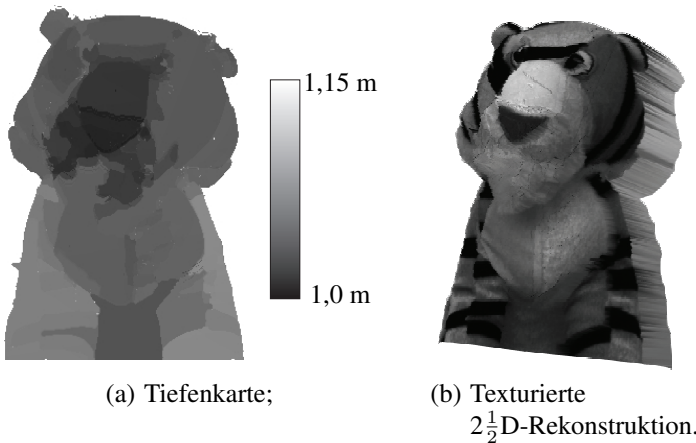 1,15 m
1,0 m
(a) Tiefenkarte;
(b) Texturierte
2½D-Rekonstruktion.